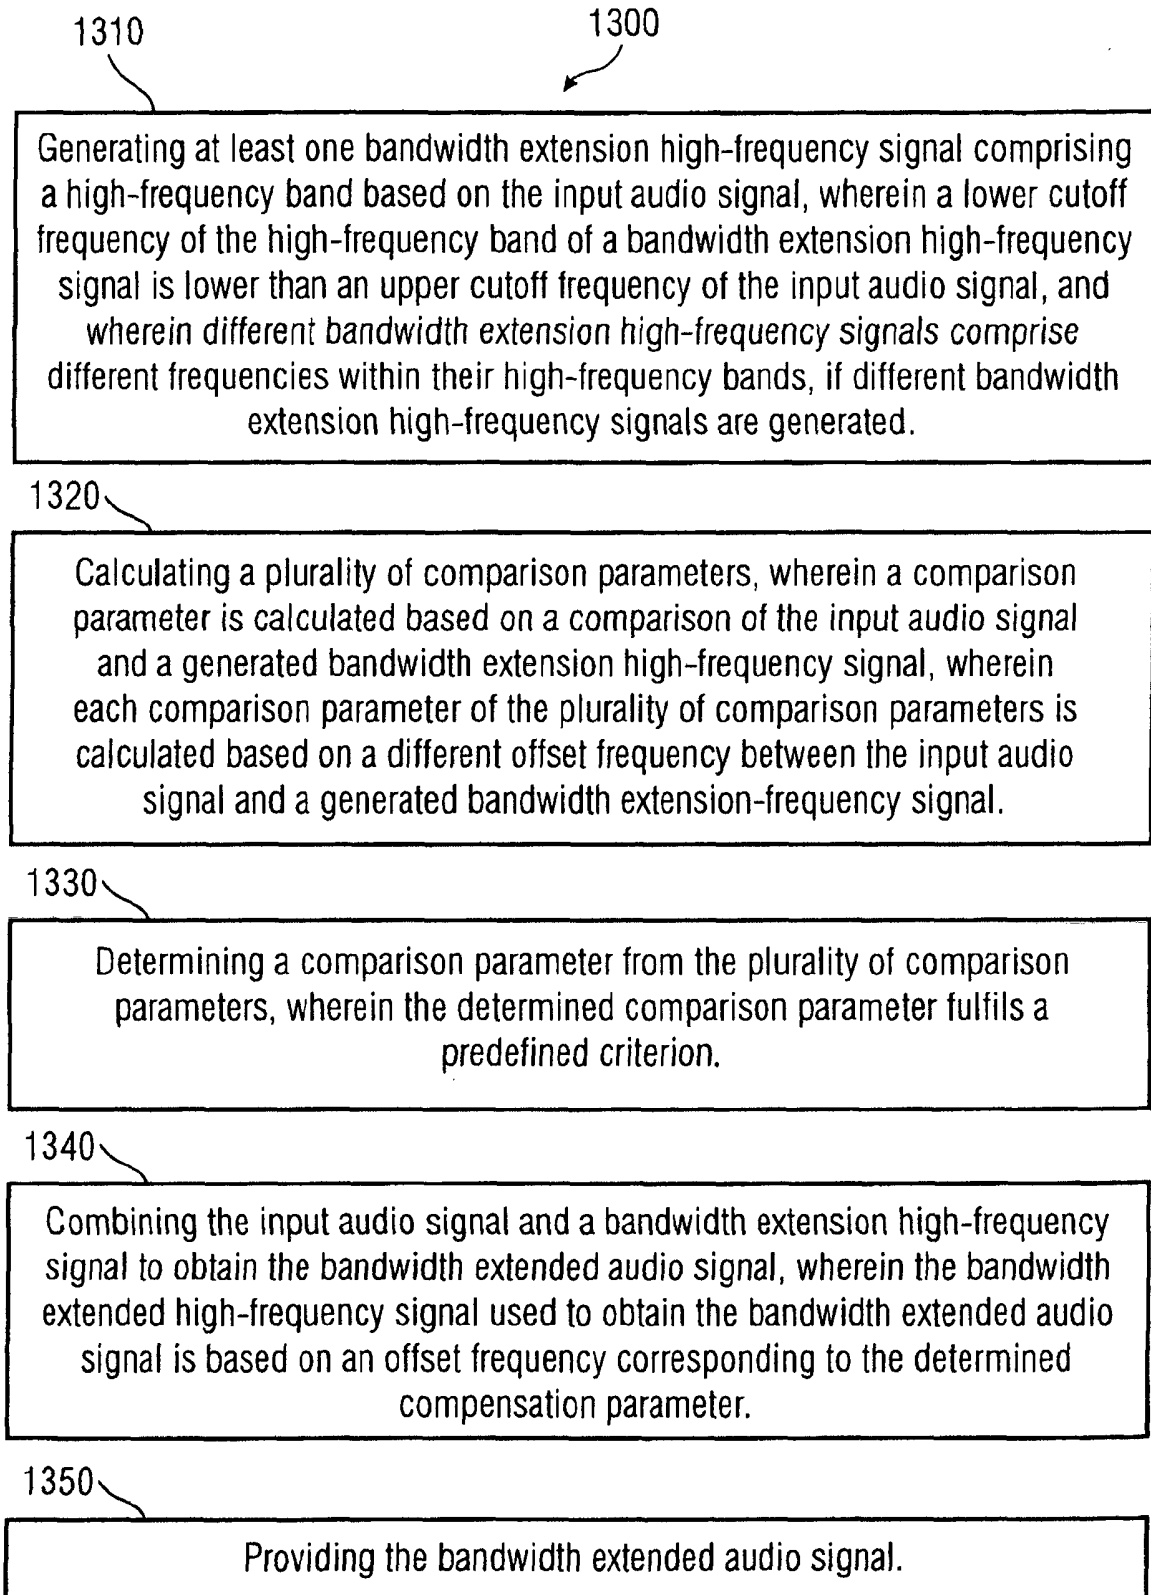 1310
1300
Generating at least one bandwidth extension high-frequency signal comprising
a high-frequency band based on the input audio signal, wherein a lower cutoff
frequency of the high-frequency band of a bandwidth extension high-frequency
signal is lower than an upper cutoff frequency of the input audio signal, and
wherein different bandwidth extension high-frequency signals comprise
different frequencies within their high-frequency bands, if different bandwidth
extension high-frequency signals are generated.
1320
Calculating a plurality of comparison parameters, wherein a comparison
parameter is calculated based on a comparison of the input audio signal
and a generated bandwidth extension high-frequency signal, wherein
each comparison parameter of the plurality of comparison parameters is
calculated based on a different offset frequency between the input audio
signal and a generated bandwidth extension-frequency signal.
1330
Determining a comparison parameter from the plurality of comparison
parameters, wherein the determined comparison parameter fulfils a
predefined criterion.
1340
Combining the input audio signal and a bandwidth extension high-frequency
signal to obtain the bandwidth extended audio signal, wherein the bandwidth
extended high-frequency signal used to obtain the bandwidth extended audio
signal is based on an offset frequency corresponding to the determined
compensation parameter.
1350
Providing the bandwidth extended audio signal.